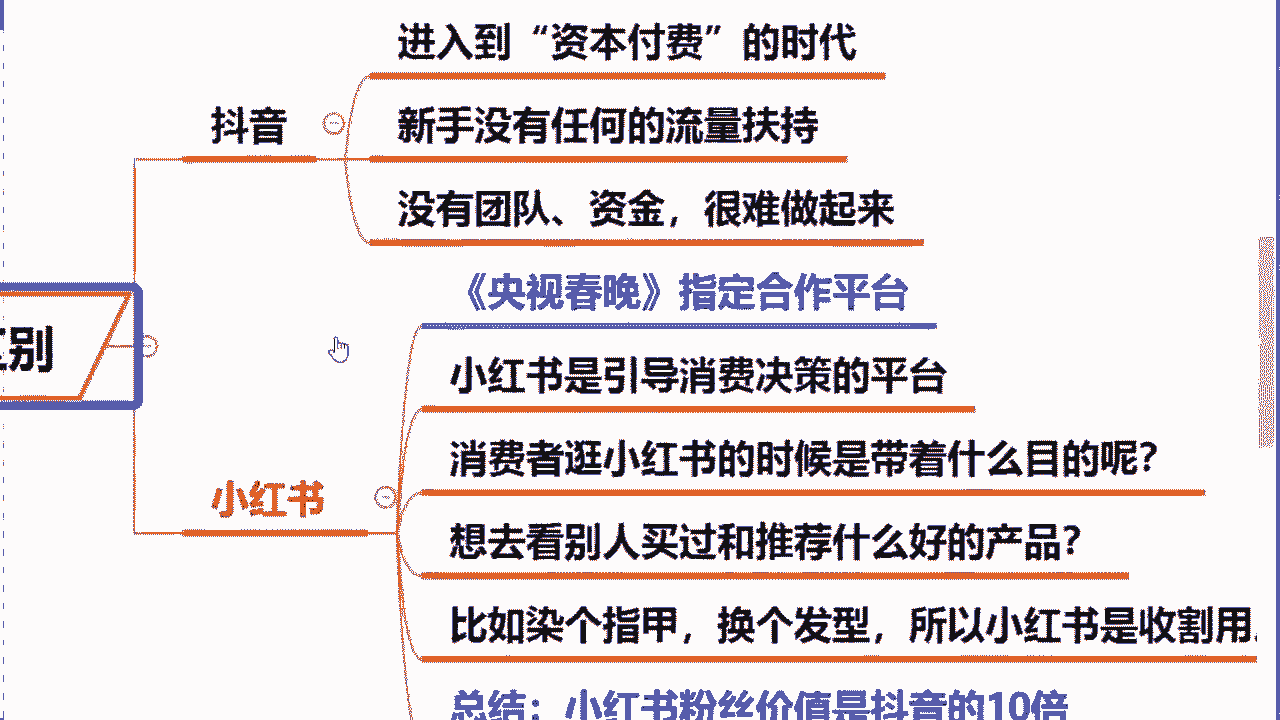 进入到“资本付费”的时代
抖音
新手没有任何的流量扶持
没有团队、资金，很难做起来
《央视春晚》指定合作平台
别
小红书是引导消费决策的平台
消费者逛小红书的时候是带着什么目的呢？
小红书
想去看别人买过和推荐什么好的产品？
比如染个指甲，换个发型，所以小红书是收割用
总结：小红书粉丝价值是抖音的10倍